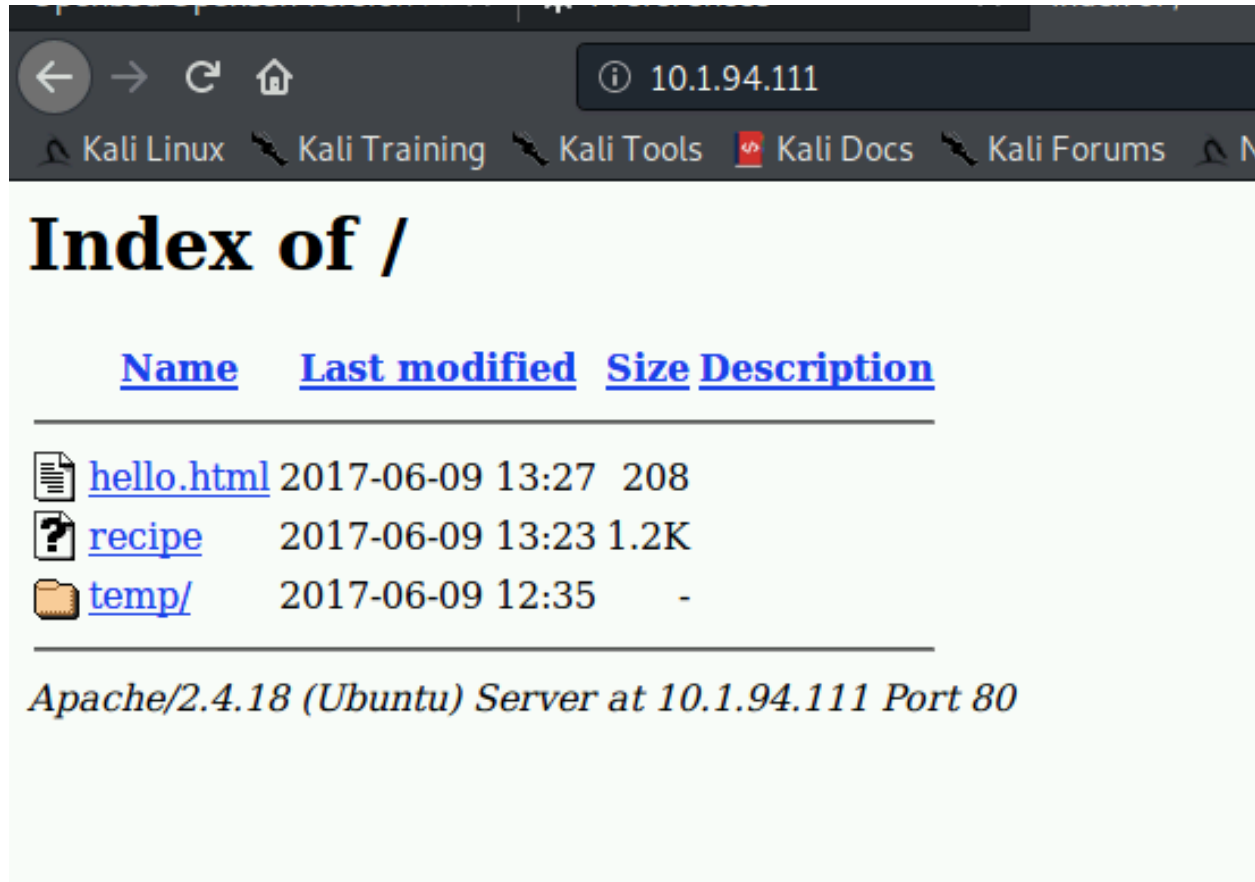 10.1.94.111
Kali Linux Kali Training Kali Tools Kali Docs Kali Forums N
Index of /
Name Last modified Size Description
hello.html 2017-06-09 13:27 208
recipe 2017-06-09 13:23 1.2K
temp/ 2017-06-09 12:35 -
Apache/2.4.18 (Ubuntu) Server at 10.1.94.111 Port 80